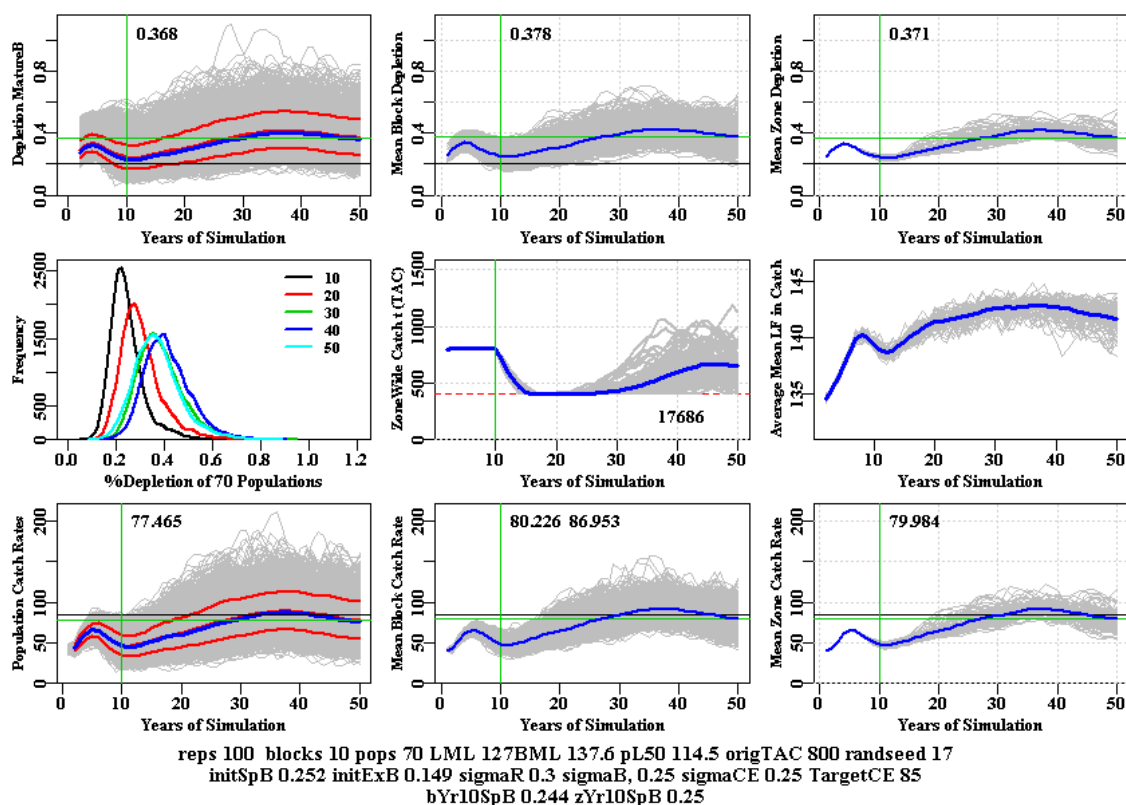 Depletion MatureB
0.0 0.4 0.8
0.368
0 10 20 30 40 50
Years of Simulation
Mean Block Depletion
0.0 0.4 0.8
0.378
0 10 20 30 40 50
Years of Simulation
Mean Zone Depletion
0.0 0.4 0.8
0.371
0 10 20 30 40 50
Years of Simulation
Frequency
0 500 1500 2500
10
20
30
40
50
0.0 0.2 0.4 0.6 0.8 1.0 1.2
%Depletion of 70 Populations
ZoneWide Catch t (TAC)
0 500 1000 1500
17686
0 10 20 30 40 50
Years of Simulation
Average Mean LF in Catch
135 140 145
0 10 20 30 40 50
Years of Simulation
Population Catch Rates
0 50 100 200
77.465
0 10 20 30 40 50
Years of Simulation
Mean Block Catch Rate
0 50 100 200
80.226 86.953
0 10 20 30 40 50
Years of Simulation
Mean Zone Catch Rate
0 50 100 200
79.984
0 10 20 30 40 50
Years of Simulation
reps 100 blocks 10 pops 70 LML 127BML 137.6 pL50 114.5 origTAC 800 randseed 17
initSpB 0.252 initExB 0.149 sigmaR 0.3 sigmaB, 0.25 sigmaCE 0.25 TargetCE 85
bYr10SpB 0.244 zYr10SpB 0.25